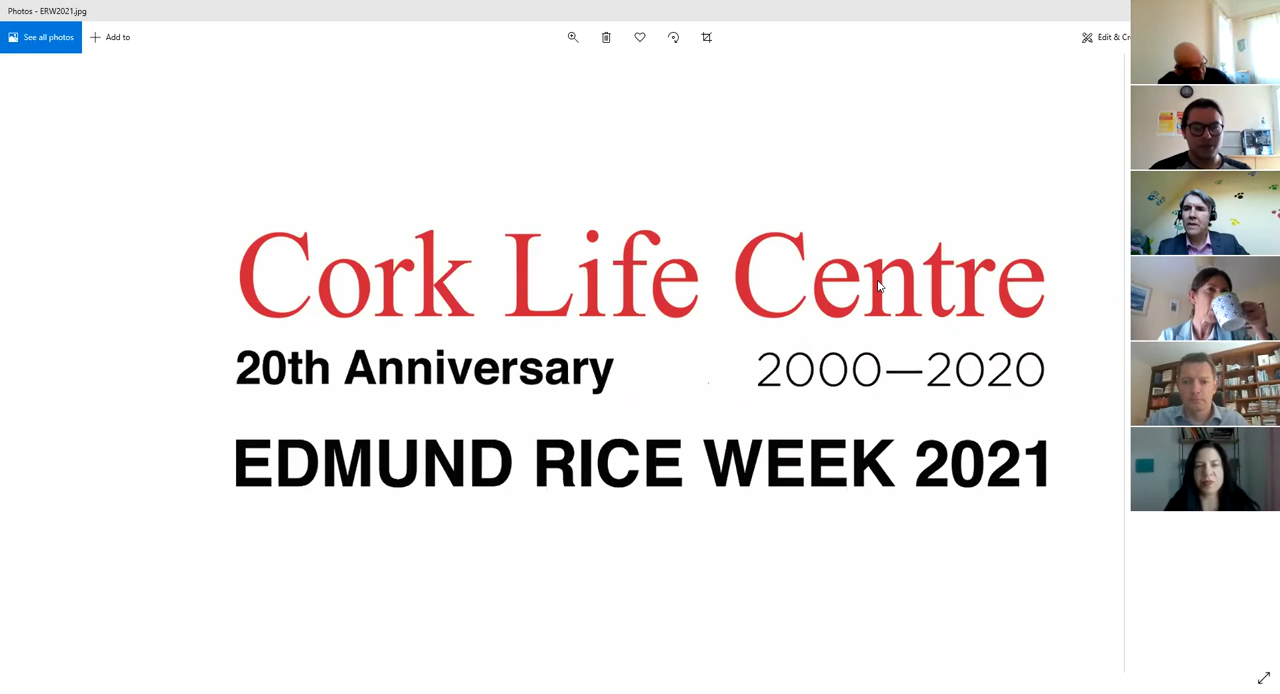 Photos - ERW2021.jpg
See all photos
Add to
Edit & Cr
Cork Life Centre
20th Anniversary 2000—2020
EDMUND RICE WEEK 2021